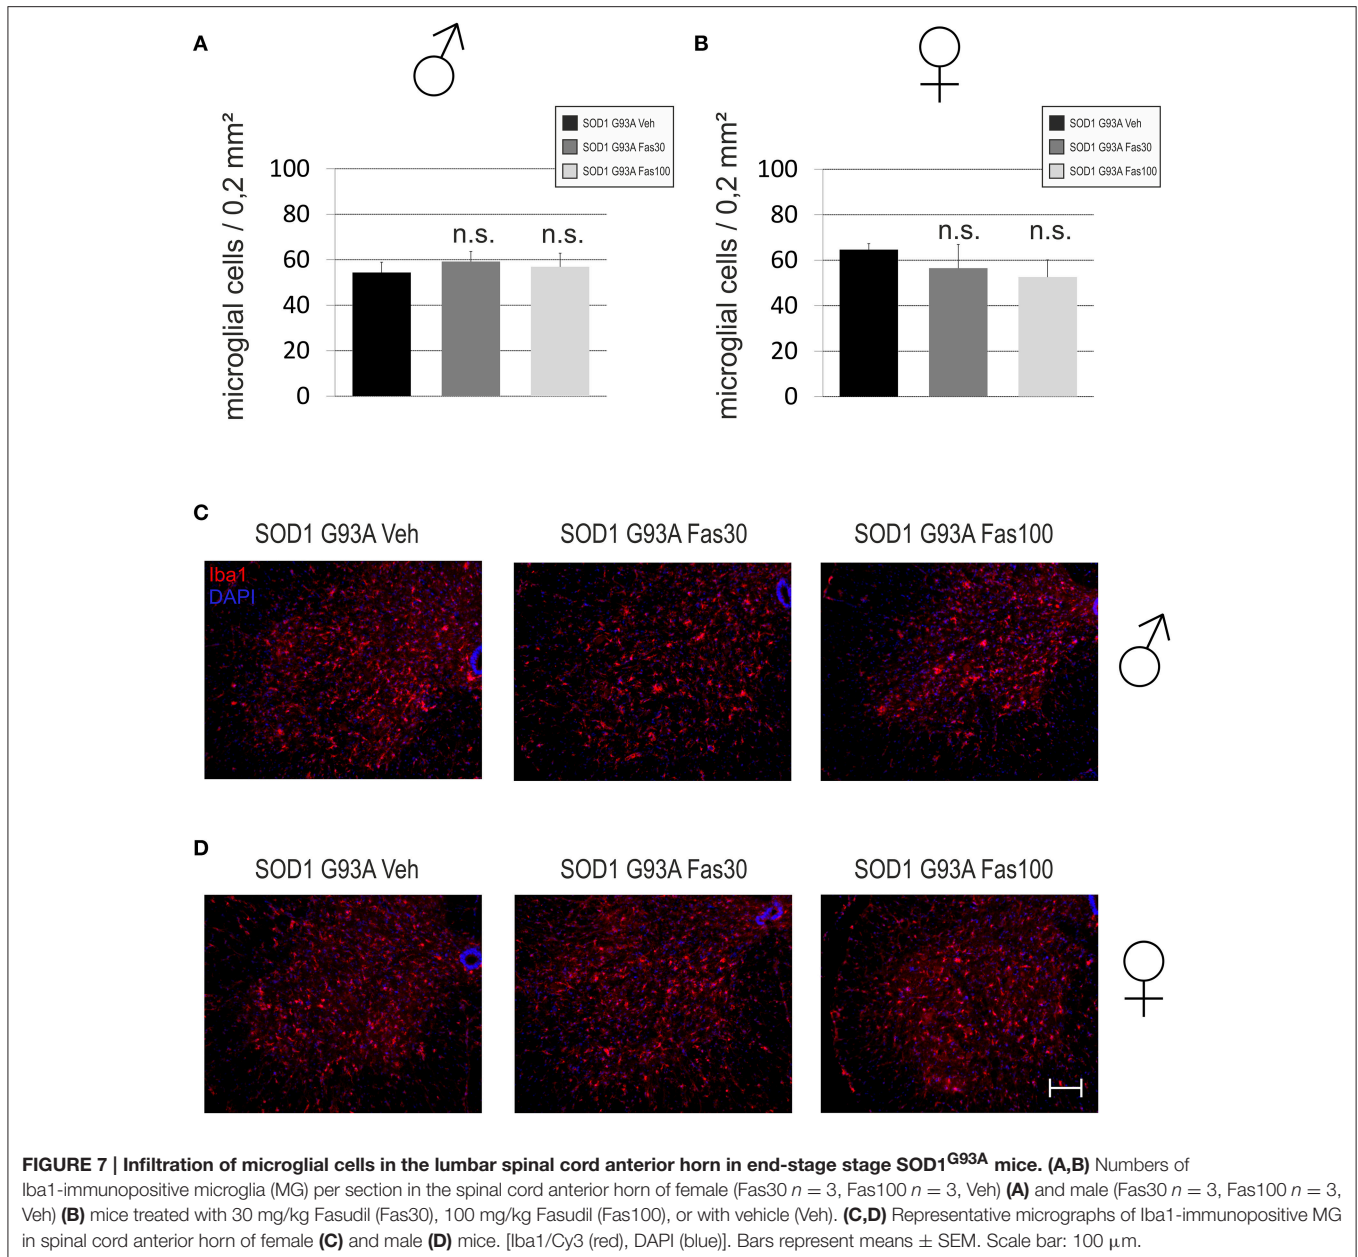 A
B
SOD1 G93A Veh
SOD1 G93A Fas30
SOD1 G93A Fas100
microglial cells / 0,2 mm²
100
80
60
40
20
0
n.s.
n.s.
SOD1 G93A Veh
SOD1 G93A Fas30
SOD1 G93A Fas100
microglial cells / 0,2 mm²
100
80
60
40
20
0
n.s.
n.s.
C
SOD1 G93A Veh
SOD1 G93A Fas30
SOD1 G93A Fas100
Iba1
DAPI
D
SOD1 G93A Veh
SOD1 G93A Fas30
SOD1 G93A Fas100
FIGURE 7 | Infiltration of microglial cells in the lumbar spinal cord anterior horn in end-stage stage SOD1^G93A mice. (A,B) Numbers of
Iba1-immunopositive microglia (MG) per section in the spinal cord anterior horn of female (Fas30 n = 3, Fas100 n = 3, Veh) (A) and male (Fas30 n = 3, Fas100 n = 3,
Veh) (B) mice treated with 30 mg/kg Fasudil (Fas30), 100 mg/kg Fasudil (Fas100), or with vehicle (Veh). (C,D) Representative micrographs of Iba1-immunopositive MG
in spinal cord anterior horn of female (C) and male (D) mice. [Iba1/Cy3 (red), DAPI (blue)]. Bars represent means ± SEM. Scale bar: 100 μm.